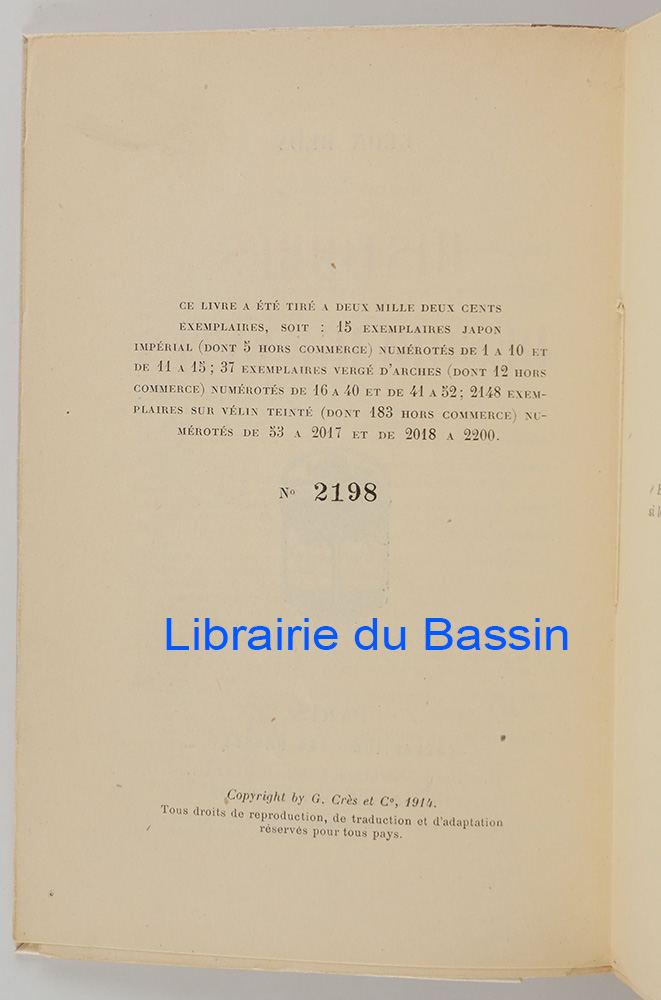 CE LIVRE A ÉTÉ TIRÉ A DEUX MILLE DEUX CENTS
EXEMPLAIRES, SOIT : 15 EXEMPLAIRES JAPON
IMPÉRIAL (DONT 5 HORS COMMERCE) NUMÉROTÉS DE 1 A 10 ET
DE 11 A 15 ; 37 EXEMPLAIRES VERGÉ D'ARCHES (DONT 12 HORS
COMMERCE) NUMÉROTÉS DE 16 A 40 ET DE 41 A 52 ; 2148 EXEM-
PLAIRES SUR VÉLIN TEINTÉ (DONT 183 HORS COMMERCE) NU-
MÉROTÉS DE 53 A 2017 ET DE 2018 A 2200.
Nº 2198
Librairie du Bassin
Copyright by G. Crès et Cº, 1914.
Tous droits de reproduction, de traduction et d'adaptation
réservés pour tous pays.